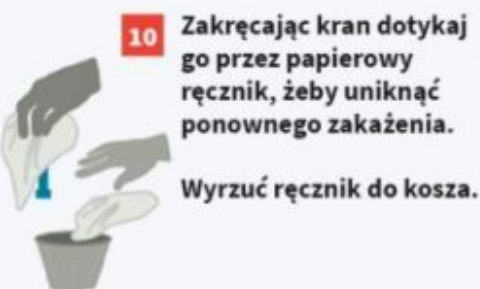 10
Zakręcając kran dotykaj
go przez papierowy
ręcznik, żeby uniknąć
ponownego zakażenia.
Wyrzuć ręcznik do kosza.